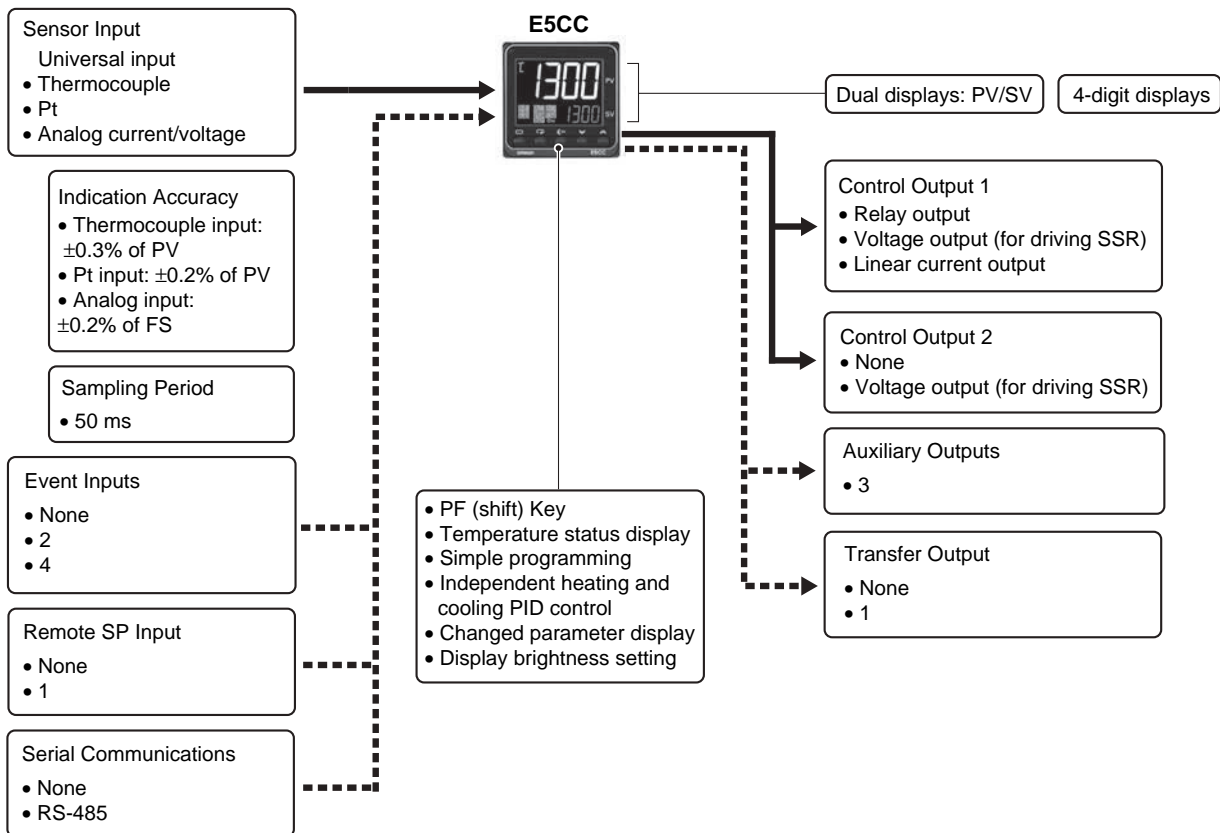 E5CC
Sensor Input
Universal input
• Thermocouple
• Pt
• Analog current/voltage
Indication Accuracy
• Thermocouple input:
±0.3% of PV
• Pt input: ±0.2% of PV
• Analog input:
±0.2% of FS
Sampling Period
• 50 ms
Event Inputs
• None
• 2
• 4
Remote SP Input
• None
• 1
Serial Communications
• None
• RS-485
1300
PV
1300
SV
OMRON
E5CC
• PF (shift) Key
• Temperature status display
• Simple programming
• Independent heating and
cooling PID control
• Changed parameter display
• Display brightness setting
Dual displays: PV/SV
4-digit displays
Control Output 1
• Relay output
• Voltage output (for driving SSR)
• Linear current output
Control Output 2
• None
• Voltage output (for driving SSR)
Auxiliary Outputs
• 3
Transfer Output
• None
• 1